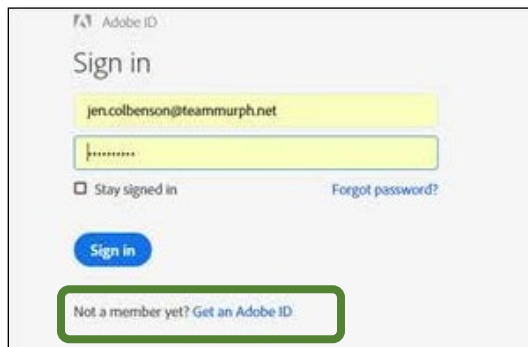 Adobe ID
Sign in
jen.colbenson@teammurph.net
..........
Stay signed in Forgot password?
Sign in
Not a member yet? Get an Adobe ID